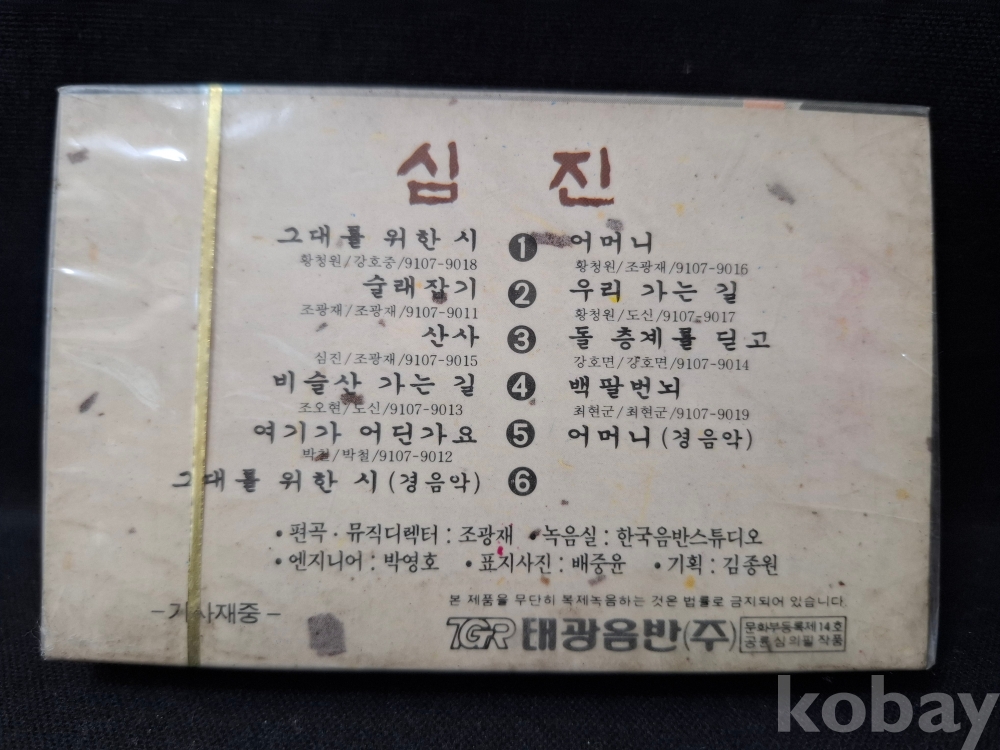 심 진
그대를 위한 시 1 어머니
황청원/강호중/9107-9018 황청원/조광재/9107-9016
술래잡기 2 우리 가는 길
조광재/조광재/9107-9011 황청원/도신/9107-9017
산사 3 돌 층계를 딛고
심진/조광재/9107-9015 강호면/강호면/9107-9014
비슬산 가는 길 4 백팔번뇌
조오현/도신/9107-9013 최현군/최현군/9107-9019
여기가 어딘가요 5 어머니(경음악)
박철/박철/9107-9012
그대를 위한 시(경음악) 6
•편곡·뮤직디렉터 : 조광재 •녹음실 : 한국음반스튜디오
•엔지니어 : 박영호 •표지사진 : 배중윤 •기획 : 김종원
-가사재중-
본 제품을 무단히 복제녹음하는 것은 법률로 금지되어 있습니다.
TGR 태광음반(주) 문화부등록제14호
공륜심의필작품
kobay